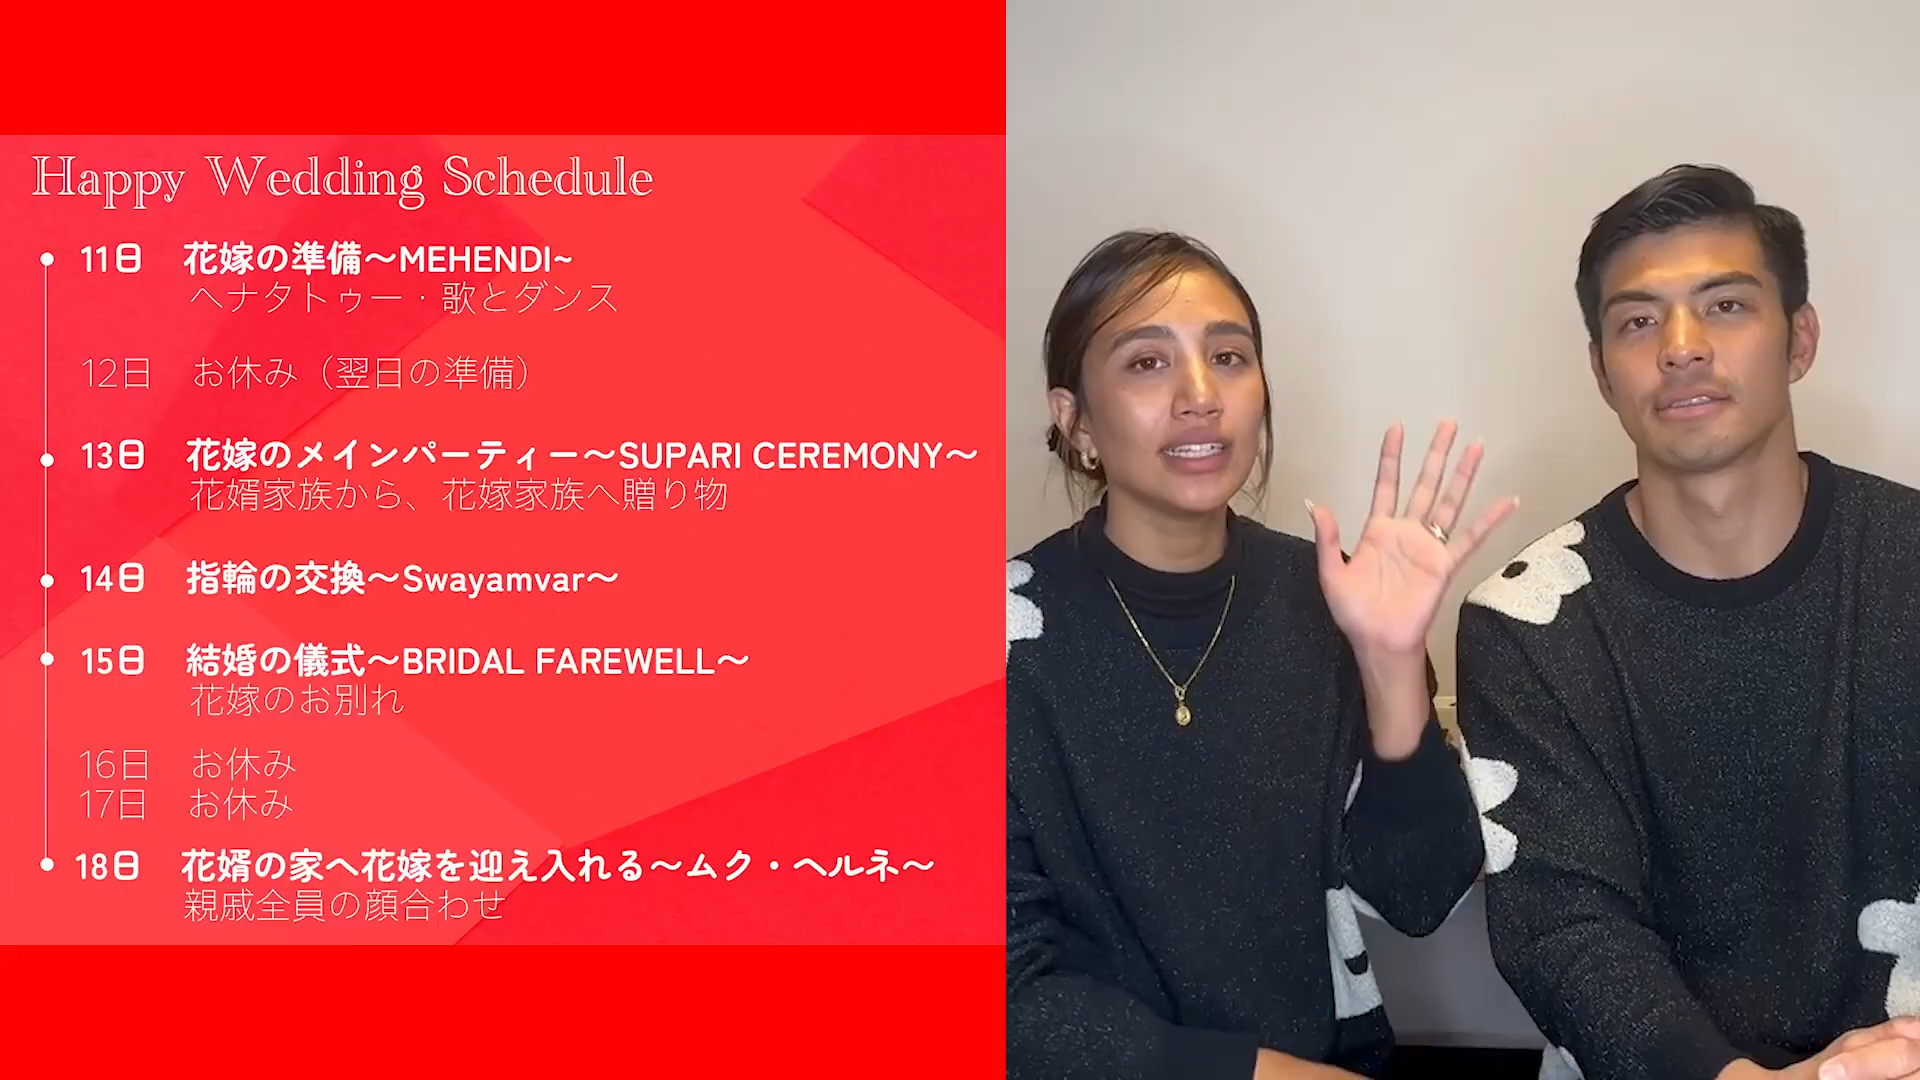 Happy Wedding Schedule
11日 花嫁の準備～MEHENDI~
ヘナタトゥー・歌とダンス
12日 お休み（翌日の準備）
13日 花嫁のメインパーティー～SUPARI CEREMONY～
花婿家族から、花嫁家族へ贈り物
14日 指輪の交換～Swayamvar～
15日 結婚の儀式～BRIDAL FAREWELL～
花嫁のお別れ
16日 お休み
17日 お休み
18日 花婿の家へ花嫁を迎え入れる～ムク・ヘルネ～
親戚全員の顔合わせ